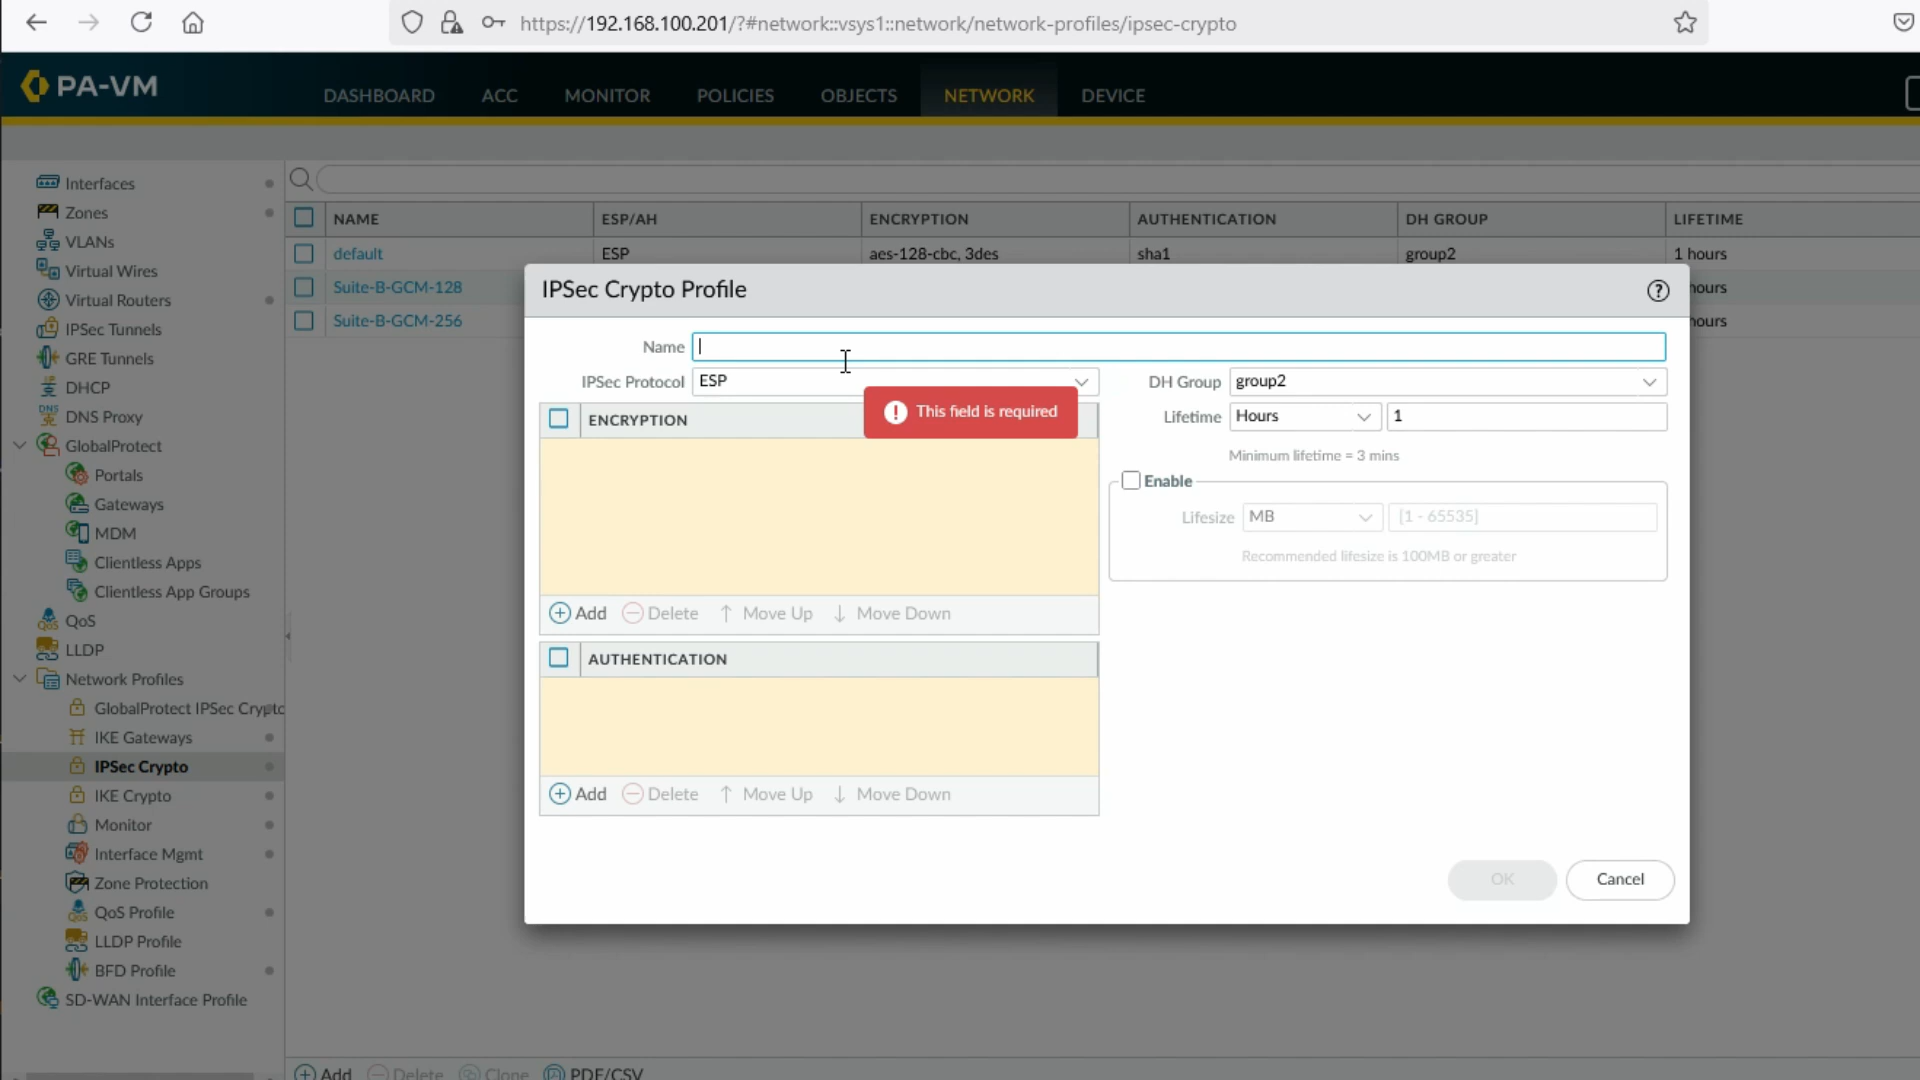 https://192.168.100.201/?#network::vsys1::network/network-profiles/ipsec-crypto
PA-VM
DASHBOARD
ACC
MONITOR
POLICIES
OBJECTS
NETWORK
DEVICE
Interfaces
Zones
VLANs
Virtual Wires
Virtual Routers
IPSec Tunnels
GRE Tunnels
DHCP
DNS Proxy
GlobalProtect
Portals
Gateways
MDM
Clientless Apps
Clientless App Groups
QoS
LLDP
Network Profiles
GlobalProtect IPSec Crypto
IKE Gateways
IPSec Crypto
IKE Crypto
Monitor
Interface Mgmt
Zone Protection
QoS Profile
LLDP Profile
BFD Profile
SD-WAN Interface Profile
NAME ESP/AH ENCRYPTION AUTHENTICATION DH GROUP LIFETIME
default ESP aes-128-cbc, 3des sha1 group2 1 hours
Suite-B-GCM-128 hours
Suite-B-GCM-256 hours
IPSec Crypto Profile
Name
IPSec Protocol ESP
This field is required
ENCRYPTION
Add Delete Move Up Move Down
AUTHENTICATION
Add Delete Move Up Move Down
DH Group group2
Lifetime Hours 1
Minimum lifetime = 3 mins
Enable
Lifesize MB [1 - 65535]
Recommended lifesize is 100MB or greater
OK Cancel
Add Delete Clone PDF/CSV